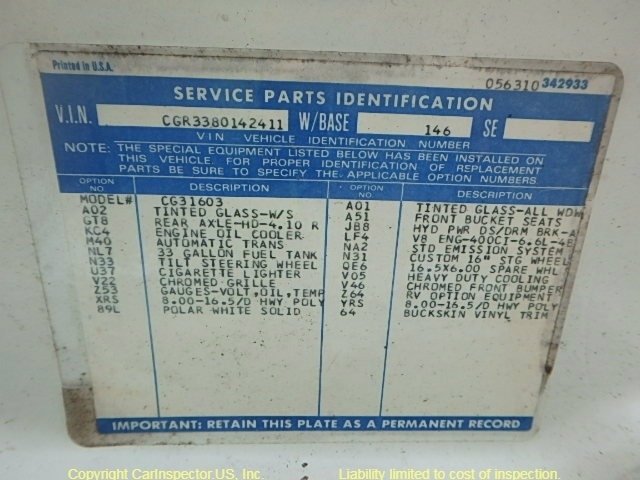 Printed in U.S.A.
056310 342933
SERVICE PARTS IDENTIFICATION
V.I.N. CGR3380142411 W/BASE 146 SE
VIN - VEHICLE IDENTIFICATION NUMBER
NOTE: THE SPECIAL EQUIPMENT LISTED BELOW HAS BEEN INSTALLED ON
THIS VEHICLE. FOR PROPER IDENTIFICATION OF REPLACEMENT
PARTS BE SURE TO SPECIFY THE APPLICABLE OPTION NUMBERS
OPTION NO. DESCRIPTION OPTION NO. DESCRIPTION
MODEL# CG31603 A01 TINTED GLASS-ALL WDW
A02 TINTED GLASS-W/S A51 FRONT BUCKET SEATS
GT8 REAR AXLE-HD-4.10 R JB8 HYD PWR DS/DRM BRK-A
KC4 ENGINE OIL COOLER LF4 V8 ENG-400CI-6.6L-4B
M40 AUTOMATIC TRANS NA2 STD EMISSION SYSTEM
NL7 33 GALLON FUEL TANK N31 CUSTOM 16" STG WHEEL
N33 TILT STEERING WHEEL QE6 16.5X6.00 SPARE WHL
U37 CIGARETTE LIGHTER V05 HEAVY DUTY COOLING
V22 CHROMED GRILLE V46 CHROMED FRONT BUMPER
Z53 GAUGES-VOLT,OIL,TEMP Z64 RV OPTION EQUIPMENT
XRS 8.00-16.5/D HWY POLY YRS 8.00-16.5/D HWY POLY
89L POLAR WHITE SOLID 64 BUCKSKIN VINYL TRIM
IMPORTANT: RETAIN THIS PLATE AS A PERMANENT RECORD
Copyright CarInspector.US, Inc. Liability limited to cost of inspection.